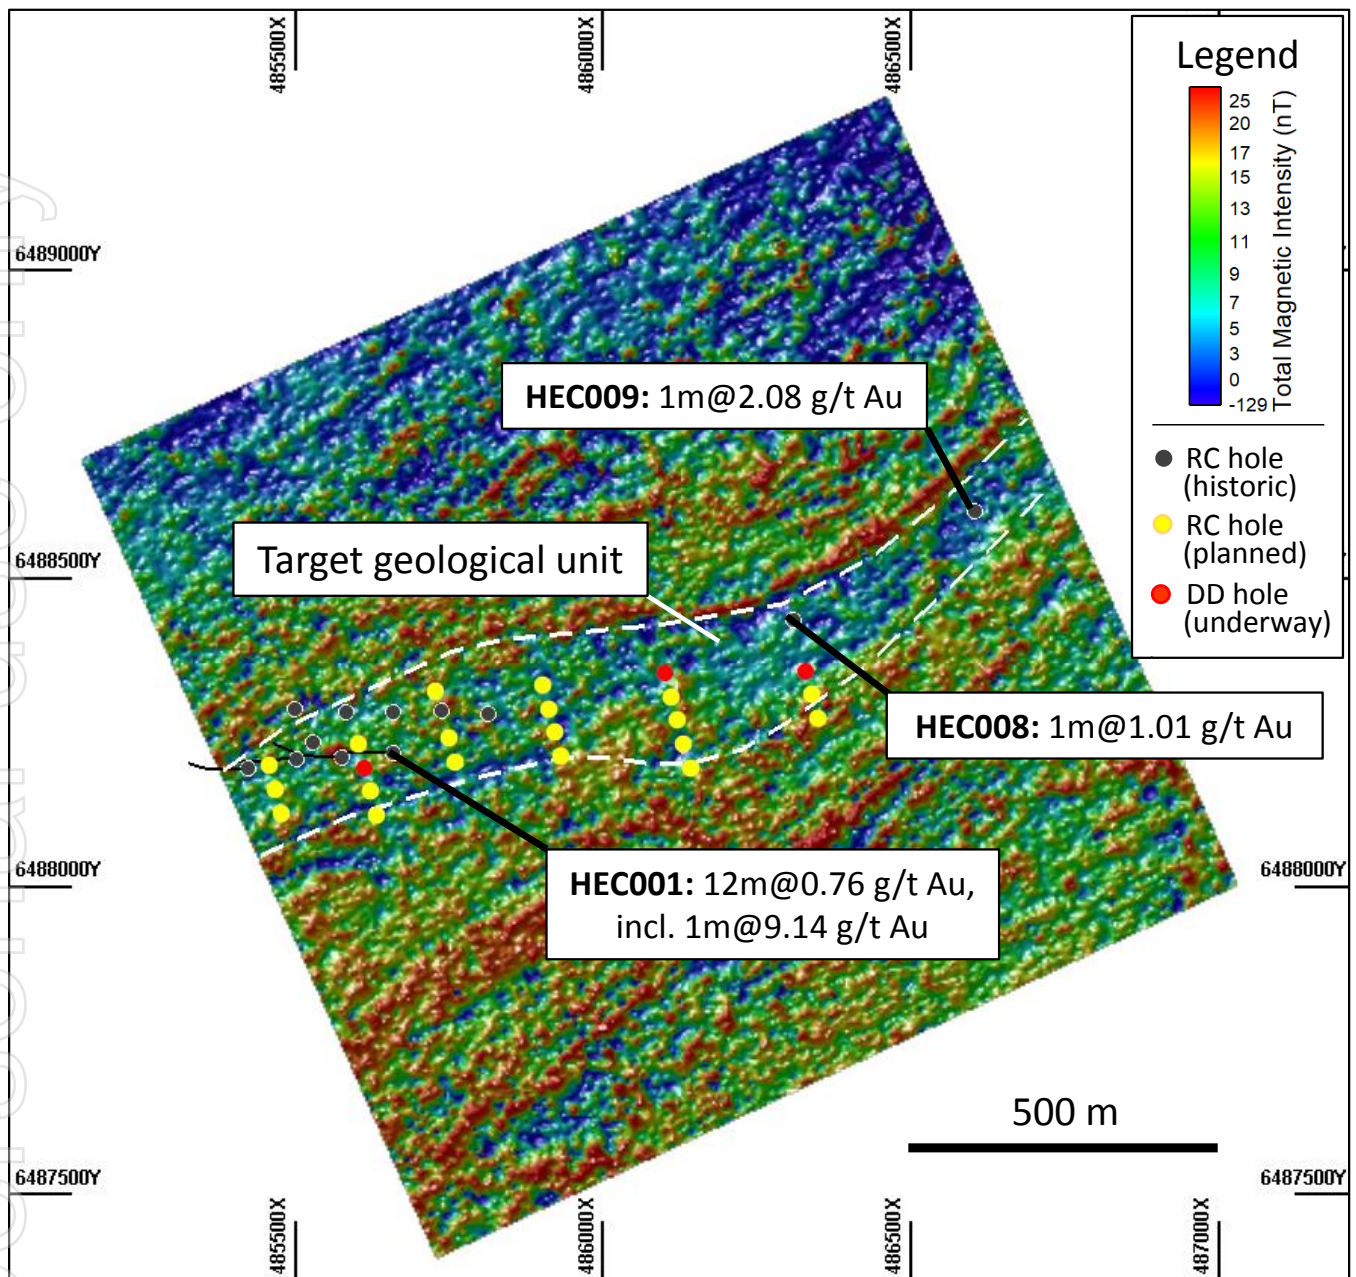 485500X
486000X
486500X
Legend
25
20
17
15
13
11
9
7
5
3
0
-129
Total Magnetic Intensity (nT)
RC hole
(historic)
RC hole
(planned)
DD hole
(underway)
6489000Y
HEC009: 1m@2.08 g/t Au
6488500Y
Target geological unit
HEC008: 1m@1.01 g/t Au
HEC001: 12m@0.76 g/t Au,
incl. 1m@9.14 g/t Au
6488000Y
6488000Y
500 m
6487500Y
6487500Y
485500X
486000X
486500X
487000X